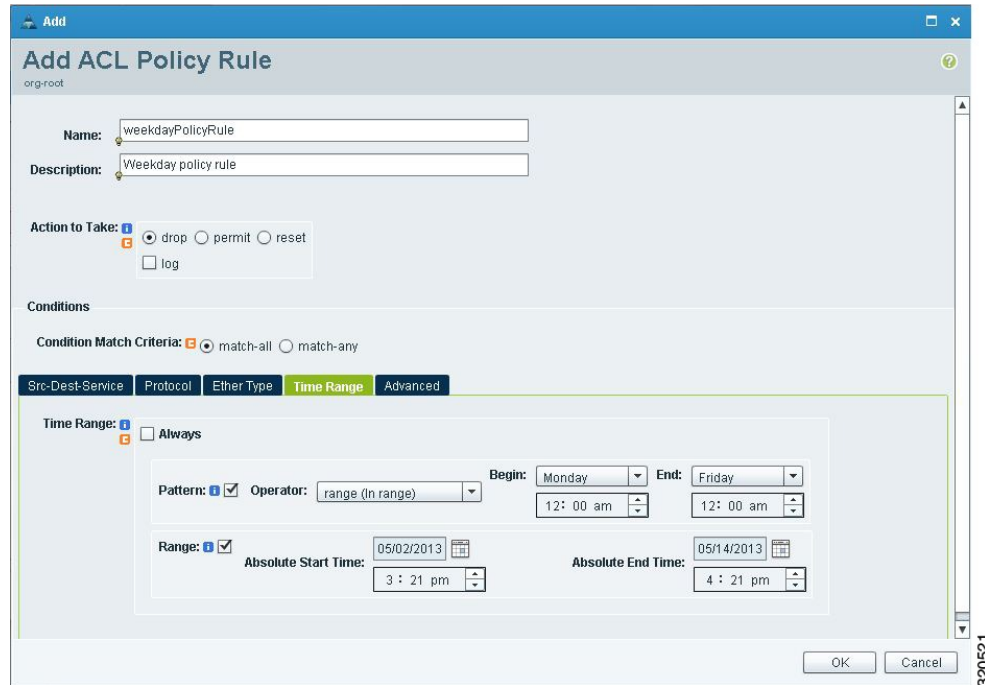 Add
Add ACL Policy Rule
org-root
Name: weekdayPolicyRule
Description: Weekday policy rule
Action to Take: drop permit reset
log
Conditions
Condition Match Criteria: match-all match-any
Src-Dest-Service Protocol Ether Type Time Range Advanced
Time Range: Always
Pattern: Operator: range (In range) Begin: Monday End: Friday
12: 00 am 12: 00 am
Range: Absolute Start Time: 05/02/2013 Absolute End Time: 05/14/2013
3 : 21 pm 4 : 21 pm
OK Cancel
320521